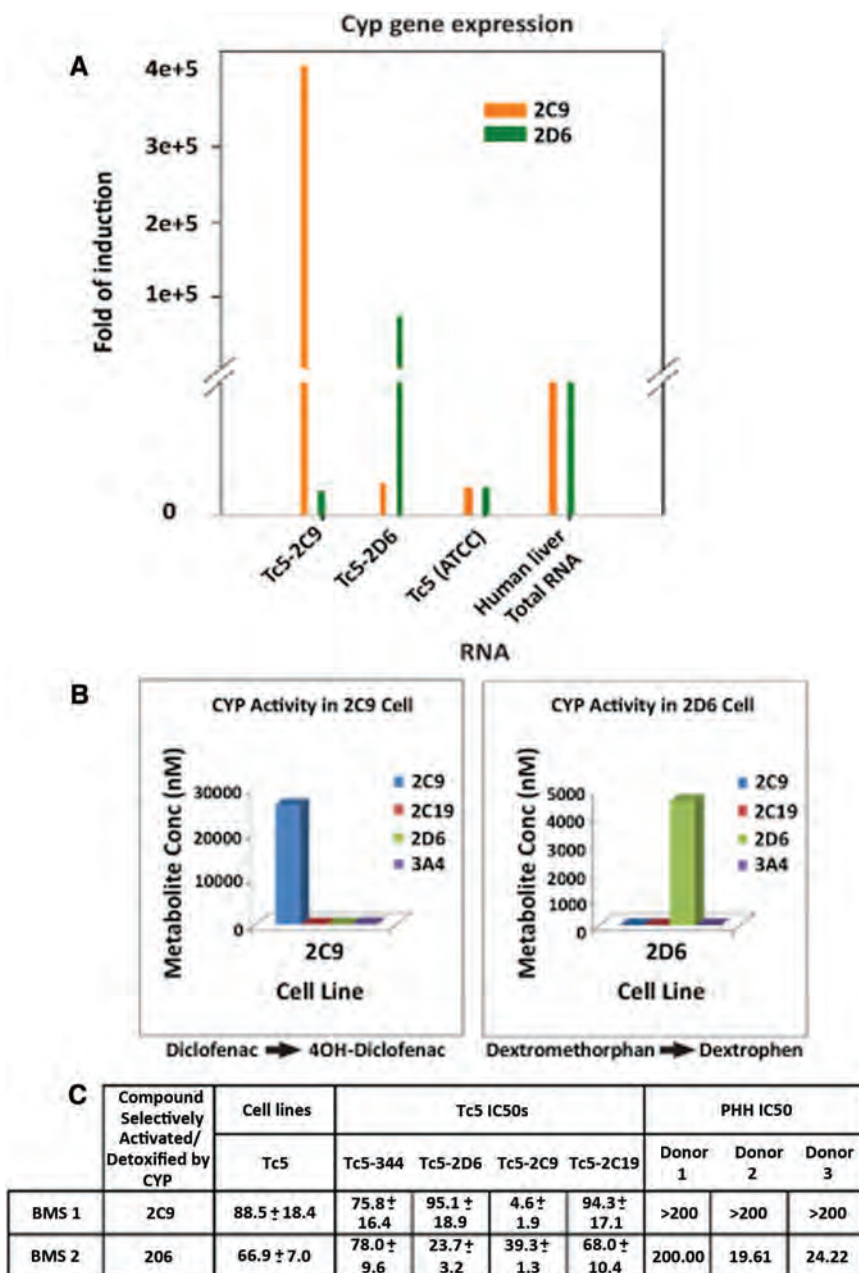 Cyp gene expression
A
Fold of induction
4e+5
3e+5
2e+5
1e+5
0
2C9
2D6
Tc5-2C9
Tc5-2D6
Tc5 (ATCC)
Human liver
Total RNA
RNA
B
CYP Activity in 2C9 Cell
Metabolite Conc (nM)
30000
20000
10000
0
2C9
2C19
2D6
3A4
2C9
Cell Line
Diclofenac → 4OH-Diclofenac
CYP Activity in 2D6 Cell
Metabolite Conc (nM)
5000
4000
3000
2000
1000
0
2C9
2C19
2D6
3A4
2D6
Cell Line
Dextromethorphan → Dextrophen
C
Compound Selectively Activated/ Detoxified by CYP | Cell lines | Tc5 IC50s | PHH IC50
Tc5 | Tc5-344 | Tc5-2D6 | Tc5-2C9 | Tc5-2C19 | Donor 1 | Donor 2 | Donor 3
BMS 1 | 2C9 | 88.5 ± 18.4 | 75.8 ± 16.4 | 95.1 ± 18.9 | 4.6 ± 1.9 | 94.3 ± 17.1 | >200 | >200 | >200
BMS 2 | 206 | 66.9 ± 7.0 | 78.0 ± 9.6 | 23.7 ± 3.2 | 39.3 ± 1.3 | 68.0 ± 10.4 | 200.00 | 19.61 | 24.22